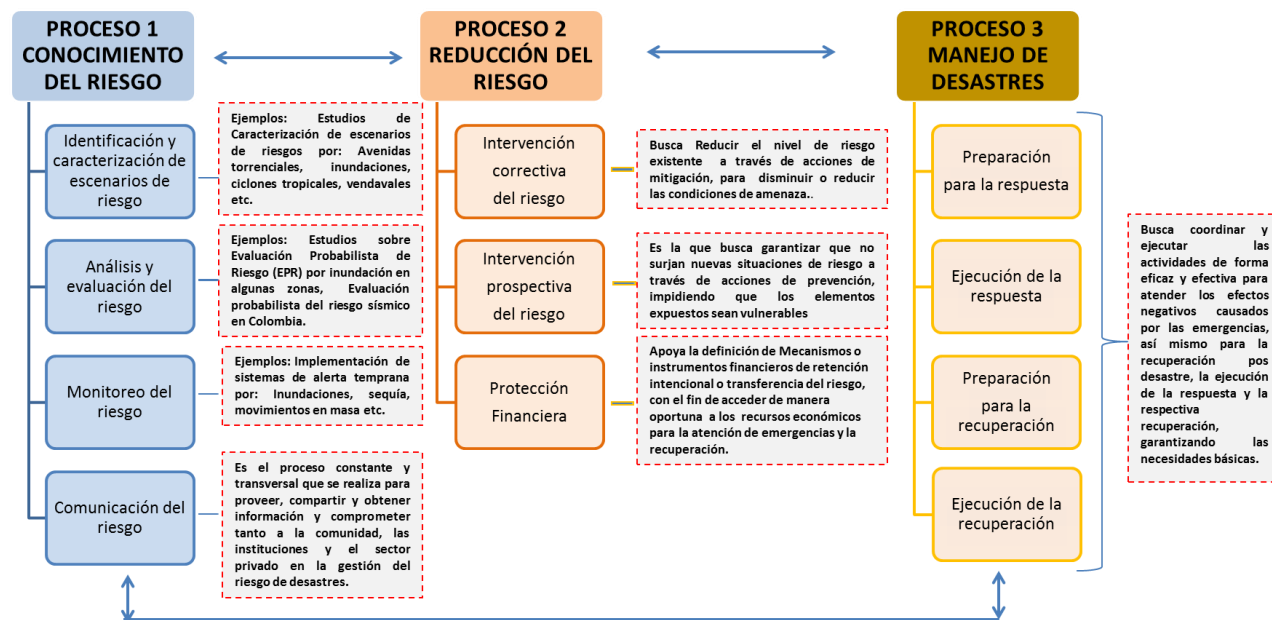 PROCESO 1
CONOCIMIENTO
DEL RIESGO
Identificación y
caracterización de
escenarios de
riesgo
Ejemplos: Estudios de
Caracterización de escenarios
de riesgos por: Avenidas
torrenciales, inundaciones,
ciclones tropicales, vendavales
etc.
Análisis y
evaluación del
riesgo
Ejemplos: Estudios sobre
Evaluación Probabilista de
Riesgo (EPR) por inundación en
algunas zonas, Evaluación
probabilista del riesgo sísmico
en Colombia.
Monitoreo del
riesgo
Ejemplos: Implementación de
sistemas de alerta temprana
por: Inundaciones, sequía,
movimientos en masa etc.
Comunicación del
riesgo
Es el proceso constante y
transversal que se realiza para
proveer, compartir y obtener
información y comprometer
tanto a la comunidad, las
instituciones y el sector
privado en la gestión del
riesgo de desastres.
PROCESO 2
REDUCCIÓN DEL
RIESGO
Intervención
correctiva
del riesgo
Busca Reducir el nivel de riesgo
existente a través de acciones de
mitigación, para disminuir o reducir
las condiciones de amenaza..
Intervención
prospectiva
del riesgo
Es la que busca garantizar que no
surjan nuevas situaciones de riesgo a
través de acciones de prevención,
impidiendo que los elementos
expuestos sean vulnerables
Protección
Financiera
Apoya la definición de Mecanismos o
instrumentos financieros de retención
intencional o transferencia del riesgo,
con el fin de acceder de manera
oportuna a los recursos económicos
para la atención de emergencias y la
recuperación.
PROCESO 3
MANEJO DE
DESASTRES
Preparación
para la respuesta
Ejecución de la
respuesta
Preparación
para la
recuperación
Ejecución de la
recuperación
Busca coordinar y
ejecutar las
actividades de forma
eficaz y efectiva para
atender los efectos
negativos causados
por las emergencias,
así mismo para la
recuperación pos
desastre, la ejecución
de la respuesta y la
respectiva
recuperación,
garantizando las
necesidades básicas.